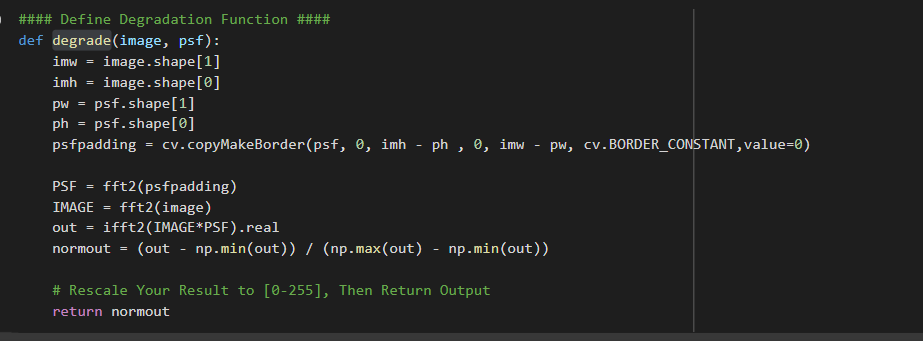 #### Define Degradation Function ####
def degrade(image, psf):
    imw = image.shape[1]
    imh = image.shape[0]
    pw = psf.shape[1]
    ph = psf.shape[0]
    psfpadding = cv.copyMakeBorder(psf, 0, imh - ph , 0, imw - pw, cv.BORDER_CONSTANT,value=0)
    PSF = fft2(psfpadding)
    IMAGE = fft2(image)
    out = ifft2(IMAGE*PSF).real
    normout = (out - np.min(out)) / (np.max(out) - np.min(out))
    # Rescale Your Result to [0-255], Then Return Output
    return normout